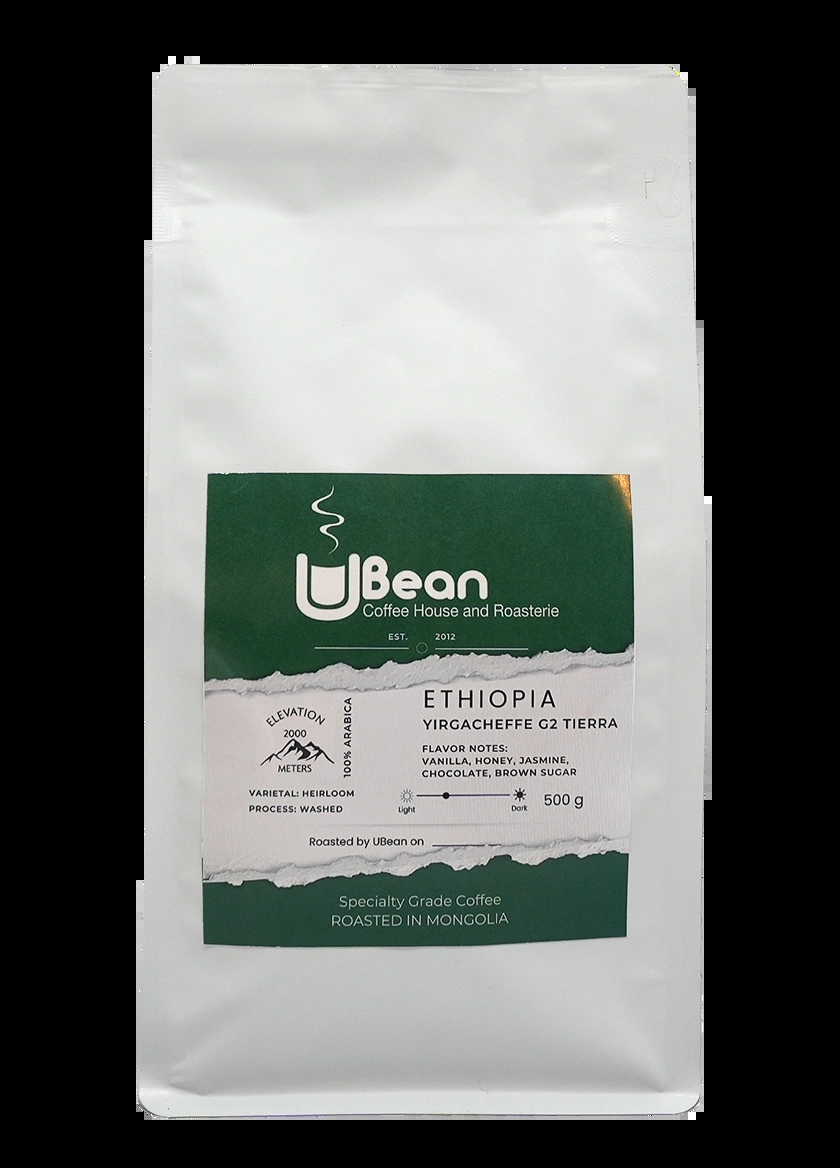 UBean
Coffee House and Roasterie
EST. 2012
ELEVATION
2000
METERS
100% ARABICA
VARIETAL: HEIRLOOM
PROCESS: WASHED
ETHIOPIA
YIRGACHEFFE G2 TIERRA
FLAVOR NOTES:
VANILLA, HONEY, JASMINE,
CHOCOLATE, BROWN SUGAR
Light Dark 500 g
Roasted by UBean on
Specialty Grade Coffee
ROASTED IN MONGOLIA